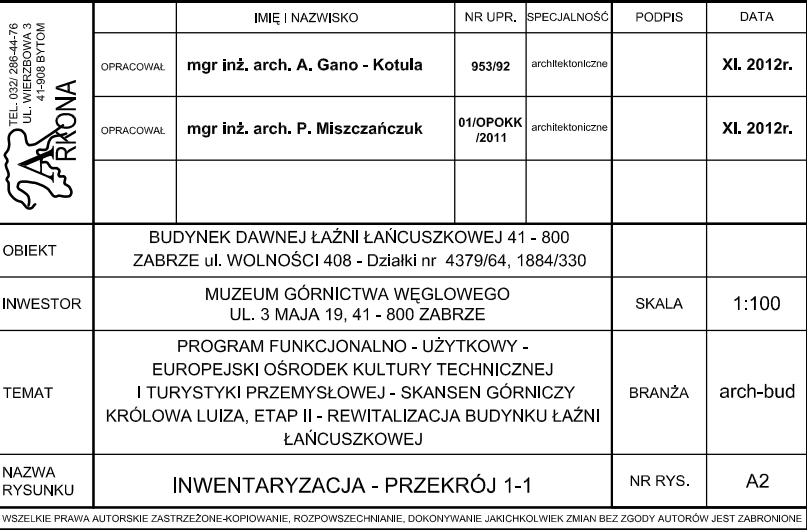 TEL. 032/ 286-44-76
UL. WIERZBOWA 3
41-908 BYTOM
ARKONA
IMIĘ I NAZWISKO NR UPR. SPECJALNOŚĆ PODPIS DATA
OPRACOWAŁ mgr inż. arch. A. Gano - Kotula 953/92 architektoniczne XI. 2012r.
OPRACOWAŁ mgr inż. arch. P. Miszczańczuk 01/OPOKK /2011 architektoniczne XI. 2012r.
OBIEKT
BUDYNEK DAWNEJ ŁAŹNI ŁAŃCUSZKOWEJ 41 - 800
ZABRZE ul. WOLNOŚCI 408 - Działki nr 4379/64, 1884/330
INWESTOR
MUZEUM GÓRNICTWA WĘGLOWEGO
UL. 3 MAJA 19, 41 - 800 ZABRZE
SKALA 1:100
TEMAT
PROGRAM FUNKCJONALNO - UŻYTKOWY -
EUROPEJSKI OŚRODEK KULTURY TECHNICZNEJ
I TURYSTYKI PRZEMYSŁOWEJ - SKANSEN GÓRNICZY
KRÓLOWA LUIZA, ETAP II - REWITALIZACJA BUDYNKU ŁAŹNI
ŁAŃCUSZKOWEJ
BRANŻA arch-bud
NAZWA
RYSUNKU
INWENTARYZACJA - PRZEKRÓJ 1-1
NR RYS. A2
WSZELKIE PRAWA AUTORSKIE ZASTRZEŻONE-KOPIOWANIE, ROZPOWSZECHNIANIE, DOKONYWANIE JAKICHKOLWIEK ZMIAN BEZ ZGODY AUTORÓW JEST ZABRONIONE